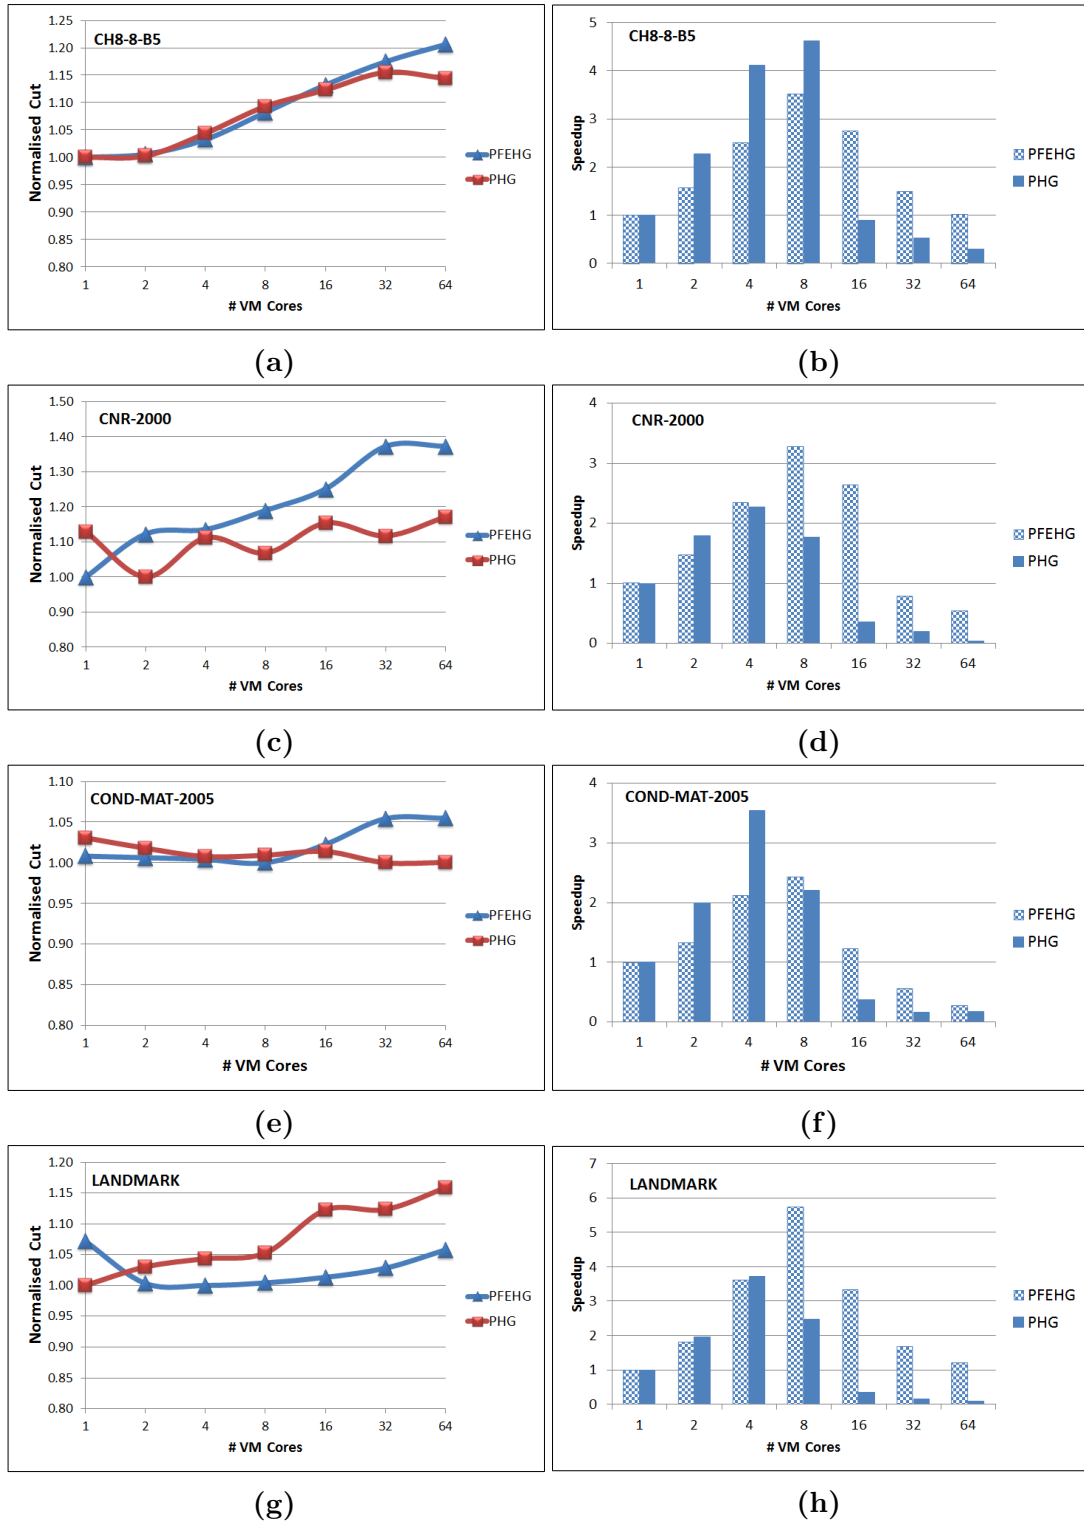 CH8-8-B5
Normalised Cut
1.25
1.20
1.15
1.10
1.05
1.00
0.95
0.90
0.85
0.80
1 2 4 8 16 32 64
# VM Cores
PFEHG
PHG
(a)
CH8-8-B5
Speedup
5
4
3
2
1
0
1 2 4 8 16 32 64
# VM Cores
PFEHG
PHG
(b)
CNR-2000
Normalised Cut
1.50
1.40
1.30
1.20
1.10
1.00
0.90
0.80
1 2 4 8 16 32 64
# VM Cores
PFEHG
PHG
(c)
CNR-2000
Speedup
4
3
2
1
0
1 2 4 8 16 32 64
# VM Cores
PFEHG
PHG
(d)
COND-MAT-2005
Normalised Cut
1.10
1.05
1.00
0.95
0.90
0.85
0.80
1 2 4 8 16 32 64
# VM Cores
PFEHG
PHG
(e)
COND-MAT-2005
Speedup
4
3
2
1
0
1 2 4 8 16 32 64
# VM Cores
PFEHG
PHG
(f)
LANDMARK
Normalised Cut
1.20
1.15
1.10
1.05
1.00
0.95
0.90
0.85
0.80
1 2 4 8 16 32 64
# VM Cores
PFEHG
PHG
(g)
LANDMARK
Speedup
7
6
5
4
3
2
1
0
1 2 4 8 16 32 64
# VM Cores
PFEHG
PHG
(h)